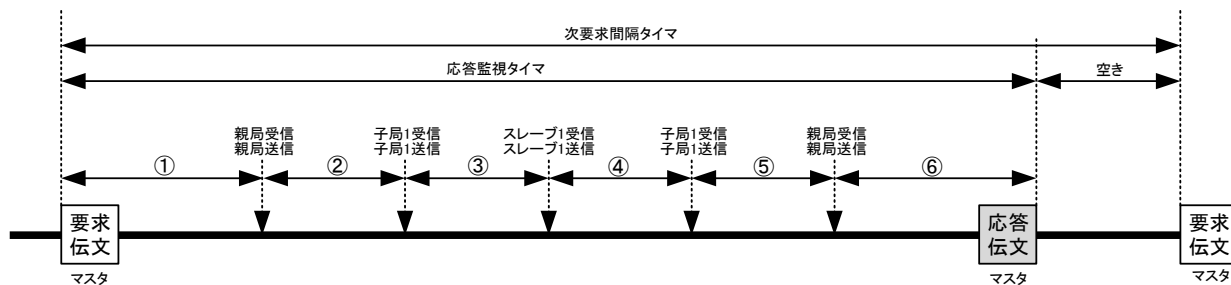 次要求間隔タイマ
応答監視タイマ
空き
親局受信
親局送信
子局1受信
子局1送信
スレーブ1受信
スレーブ1送信
子局1受信
子局1送信
親局受信
親局送信
①
②
③
④
⑤
⑥
要求
伝文
応答
伝文
要求
伝文
マスタ
マスタ
マスタ